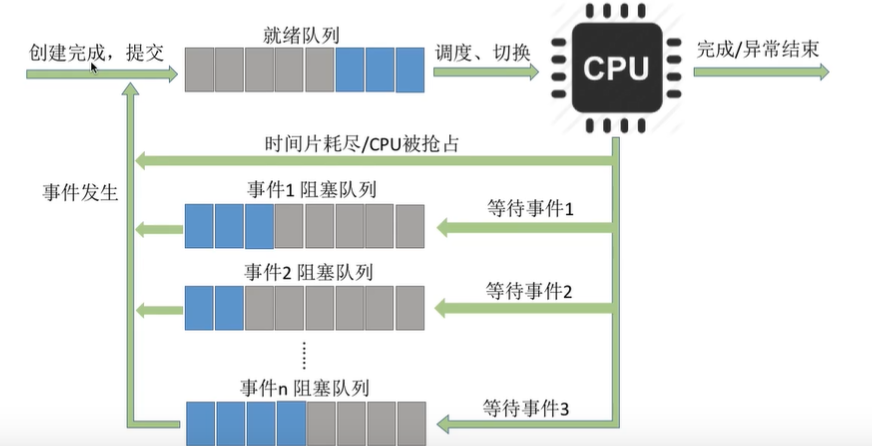 就绪队列
创建完成，提交
调度、切换
CPU
完成/异常结束
时间片耗尽/CPU被抢占
事件发生
事件1 阻塞队列
等待事件1
事件2 阻塞队列
等待事件2
事件n 阻塞队列
等待事件3